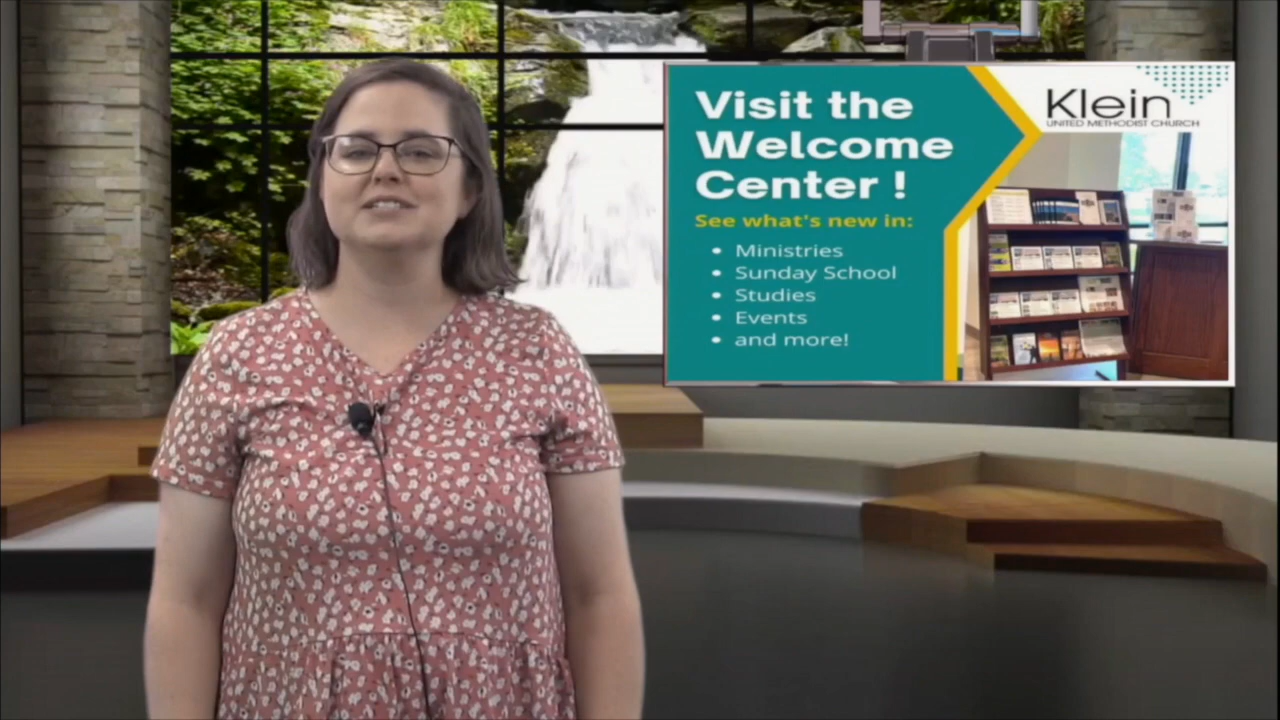 Visit the
Welcome
Center !
See what's new in:
• Ministries
• Sunday School
• Studies
• Events
• and more!
Klein
UNITED METHODIST CHURCH